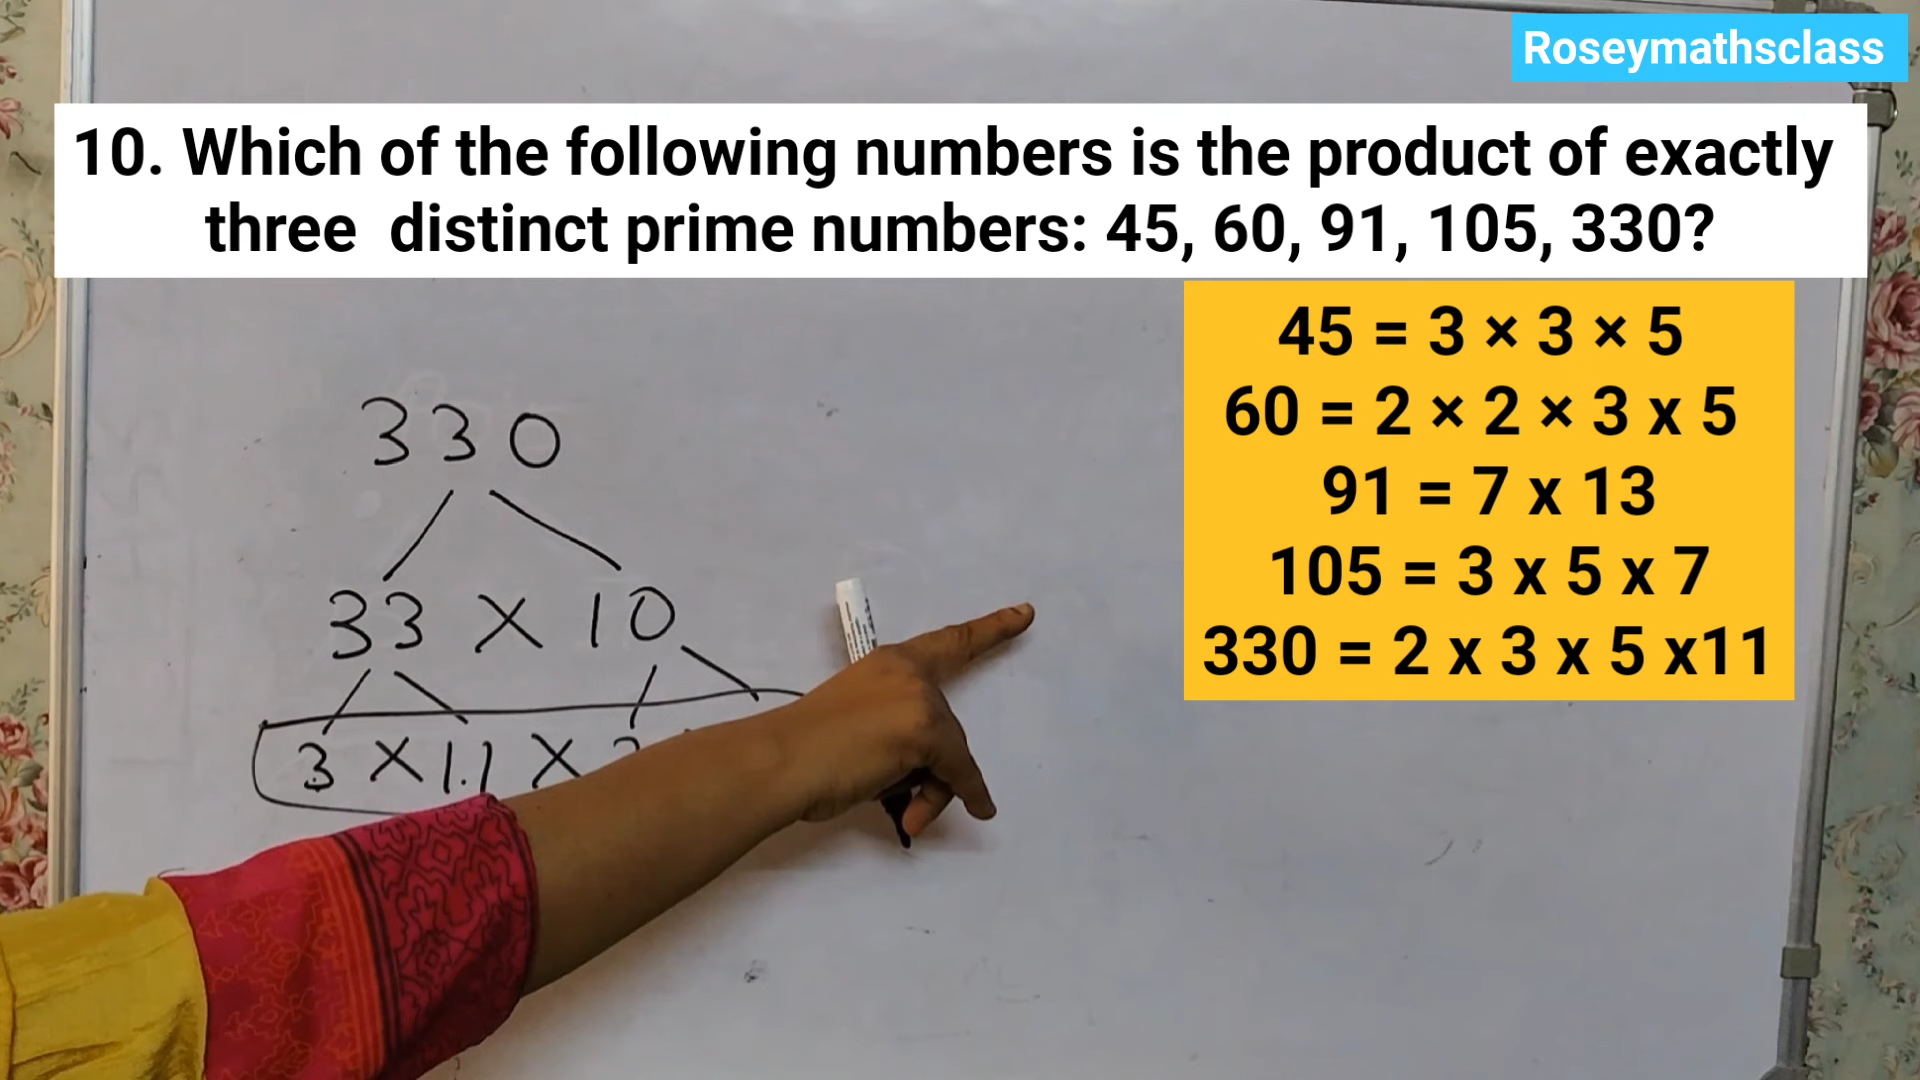 Roseymathsclass
10. Which of the following numbers is the product of exactly
three distinct prime numbers: 45, 60, 91, 105, 330?
45 = 3 × 3 × 5
60 = 2 × 2 × 3 x 5
91 = 7 x 13
105 = 3 x 5 x 7
330 = 2 x 3 x 5 x11
330
33 X 10
3 X 11 X